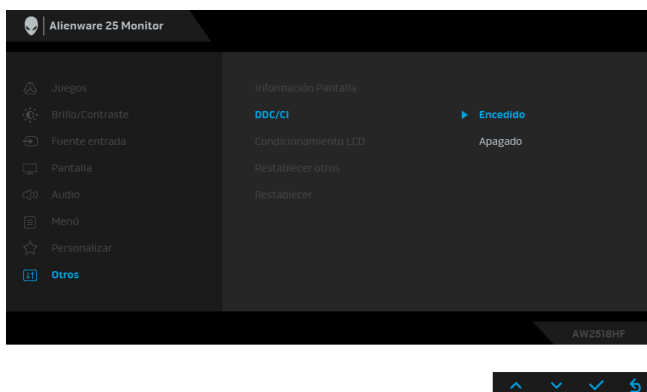 Alienware 25 Monitor
Juegos
Información Pantalla
Brillo/Contraste
DDC/CI
Encedido
Fuente entrada
Condicionamiento LCD
Apagado
Pantalla
Restablecer otros
Audio
Restablecer
Menú
Personalizar
Otros
AW2518HF